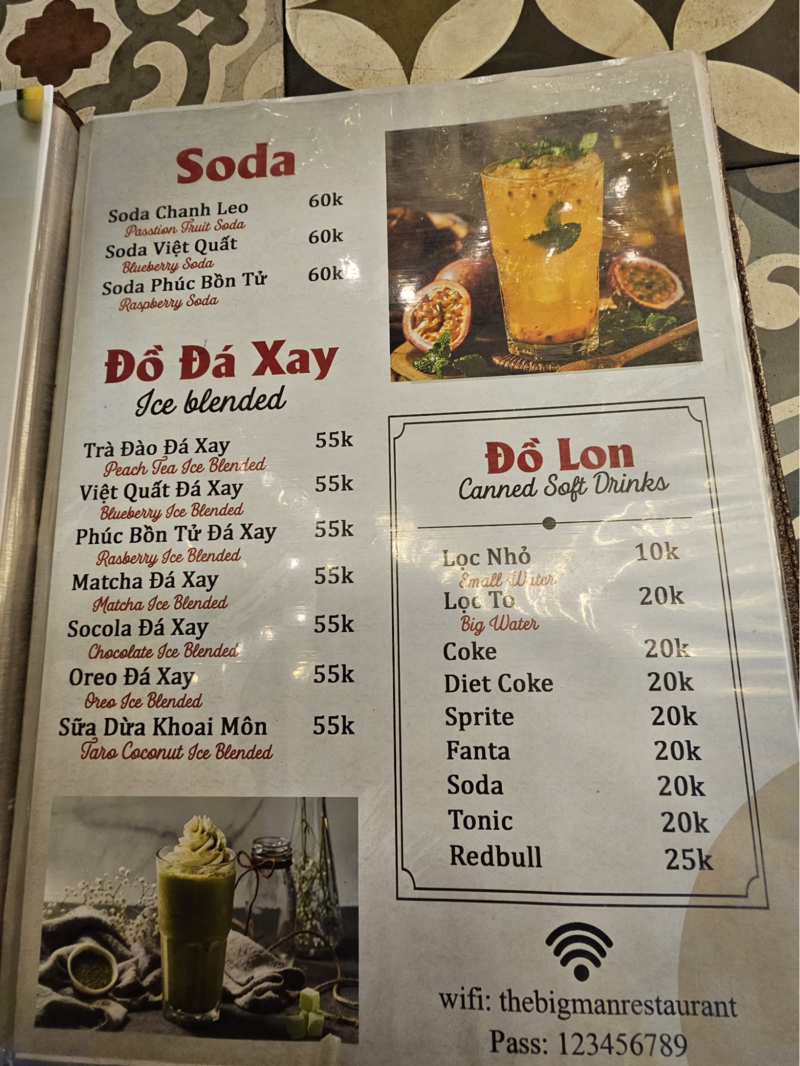 Soda
Soda Chanh Leo 60k
Passtion Fruit Soda
Soda Việt Quất 60k
Blueberry Soda
Soda Phúc Bồn Tử 60k
Raspberry Soda
Đồ Đá Xay
Ice blended
Trà Đào Đá Xay 55k
Peach Tea Ice Blended
Việt Quất Đá Xay 55k
Blueberry Ice Blended
Phúc Bồn Tử Đá Xay 55k
Rasberry Ice Blended
Matcha Đá Xay 55k
Matcha Ice Blended
Socola Đá Xay 55k
Chocolate Ice Blended
Oreo Đá Xay 55k
Oreo Ice Blended
Sữa Dừa Khoai Môn 55k
Taro Coconut Ice Blended
Đồ Lon
Canned Soft Drinks
Lọc Nhỏ 10k
Small Water
Lọc To 20k
Big Water
Coke 20k
Diet Coke 20k
Sprite 20k
Fanta 20k
Soda 20k
Tonic 20k
Redbull 25k
wifi: thebigmanrestaurant
Pass: 123456789